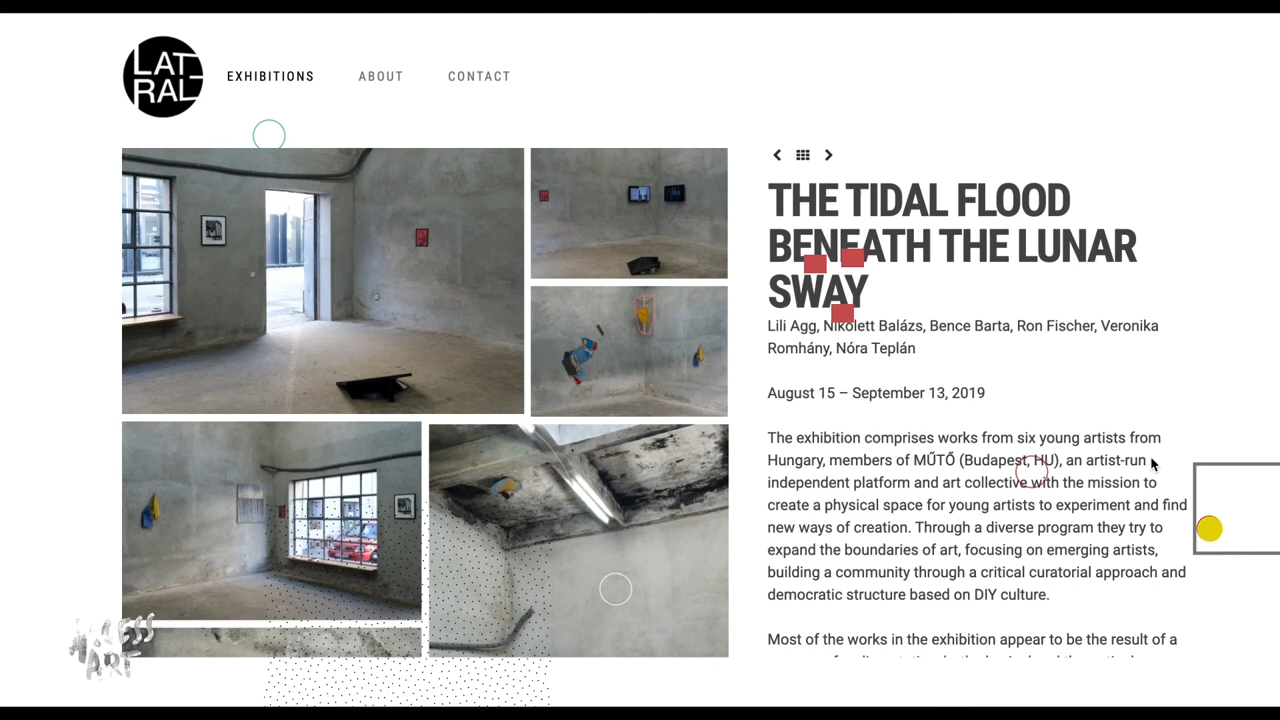 LAT
RAL
EXHIBITIONS ABOUT CONTACT
THE TIDAL FLOOD
BENEATH THE LUNAR
SWAY
Lili Agg, Nikolett Balázs, Bence Barta, Ron Fischer, Veronika
Romhány, Nóra Teplán
August 15 – September 13, 2019
The exhibition comprises works from six young artists from
Hungary, members of MŰTŐ (Budapest, HU), an artist-run
independent platform and art collective with the mission to
create a physical space for young artists to experiment and find
new ways of creation. Through a diverse program they try to
expand the boundaries of art, focusing on emerging artists,
building a community through a critical curatorial approach and
democratic structure based on DIY culture.
Most of the works in the exhibition appear to be the result of a
ACCESS
ART